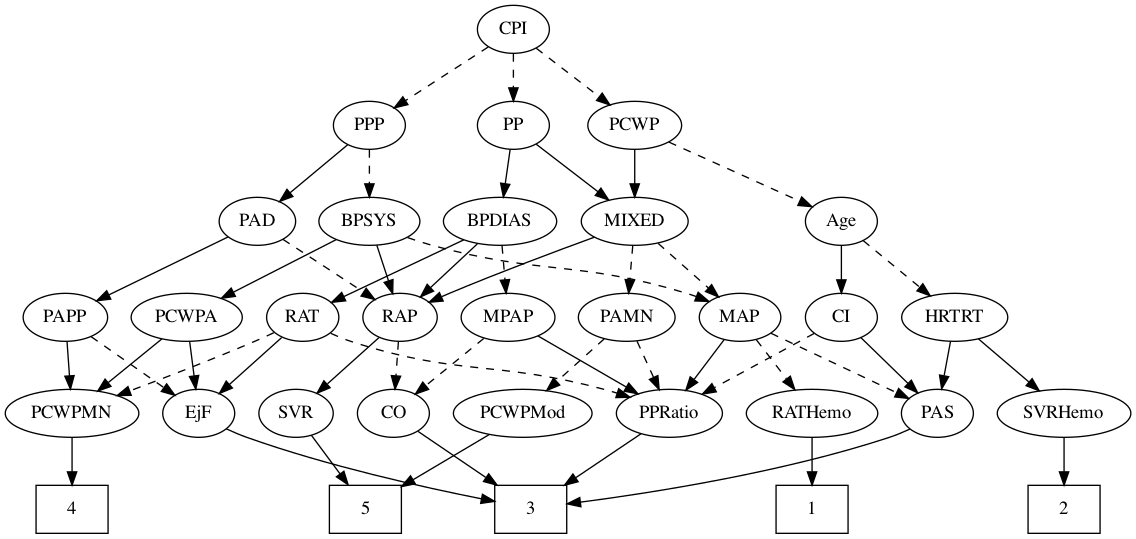 CPI
PPP
PP
PCWP
PAD
BPSYS
BPDIAS
MIXED
Age
PAPP
PCWPA
RAT
RAP
MPAP
PAMN
MAP
CI
HRTRT
PCWPMN
EjF
SVR
CO
PCWPMod
PPRatio
RATHemo
PAS
SVRHemo
4
5
3
1
2